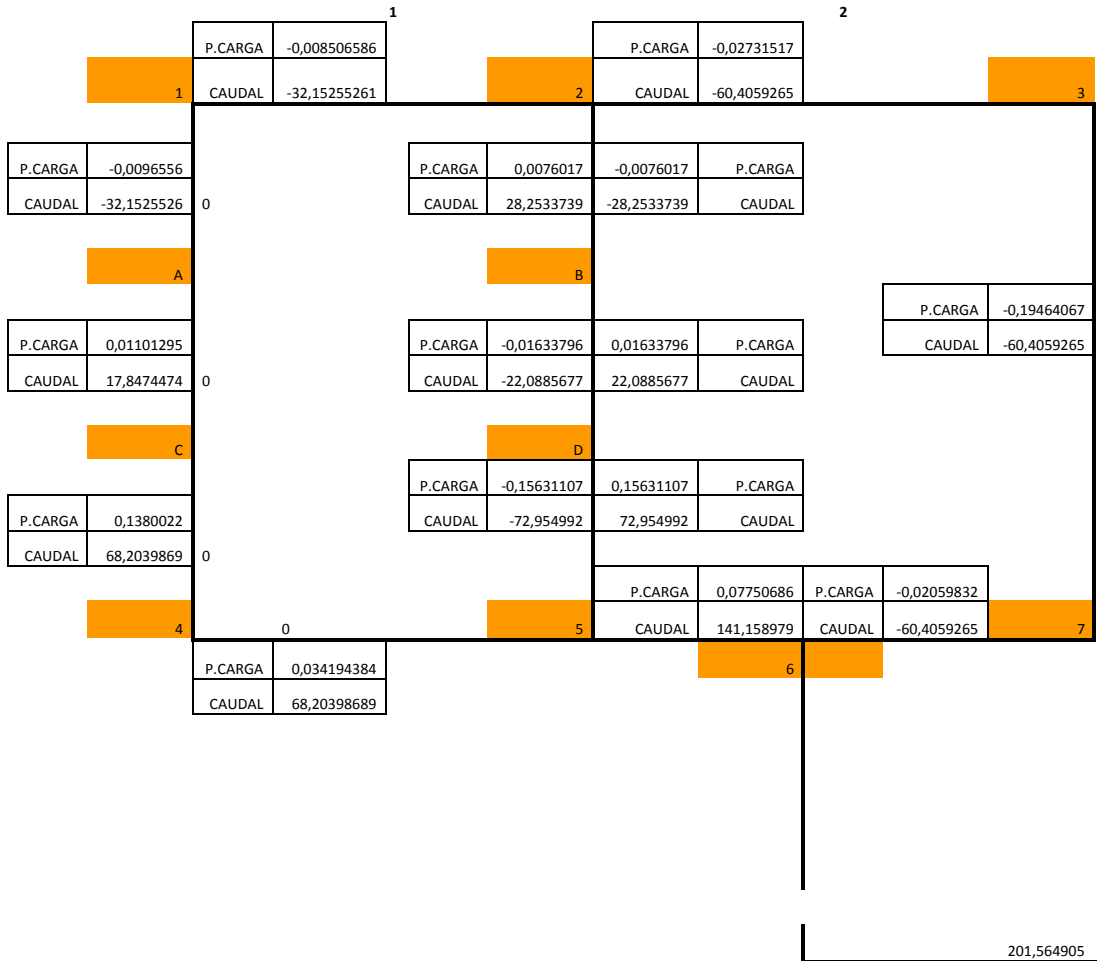 1 2
P.CARGA -0,008506586 P.CARGA -0,02731517
1 CAUDAL -32,15255261 2 CAUDAL -60,4059265 3
P.CARGA -0,0096556 P.CARGA 0,0076017 -0,0076017 P.CARGA
CAUDAL -32,1525526 0 CAUDAL 28,2533739 -28,2533739 CAUDAL
A B
P.CARGA -0,19464067
P.CARGA 0,01101295 P.CARGA -0,01633796 0,01633796 P.CARGA CAUDAL -60,4059265
CAUDAL 17,8474474 0 CAUDAL -22,0885677 22,0885677 CAUDAL
C D
P.CARGA -0,15631107 0,15631107 P.CARGA
P.CARGA 0,1380022 CAUDAL -72,954992 72,954992 CAUDAL
CAUDAL 68,2039869 0
P.CARGA 0,07750686 P.CARGA -0,02059832
4 0 5 CAUDAL 141,158979 CAUDAL -60,4059265 7
P.CARGA 0,034194384 6
CAUDAL 68,20398689
201,564905